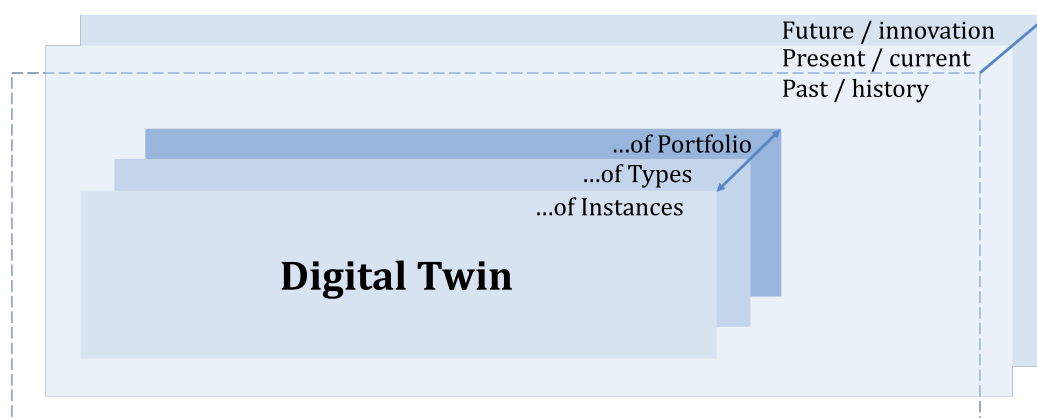 Future / innovation
Present / current
Past / history
...of Portfolio
...of Types
...of Instances
Digital Twin